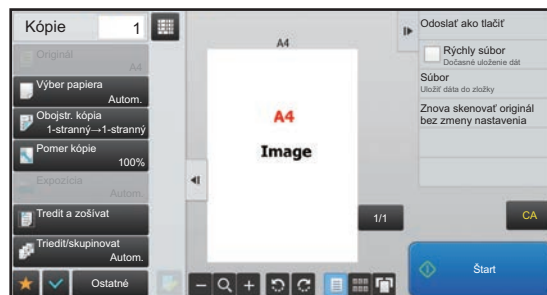 Kópie
1
Originál
A4
Výber papiera
Autom.
Obojstr. kópia
1-stranný→1-stranný
Pomer kópie
100%
Expozícia
Autom.
Tredit a zošívat
Triedit/skupinovat
Autom.
Ostatné
A4
A4
Image
1/1
Odoslať ako tlačiť
Rýchly súbor
Dočasné uloženie dát
Súbor
Uložiť dáta do zložky
Znova skenovať originál
bez zmeny nastavenia
CA
Štart